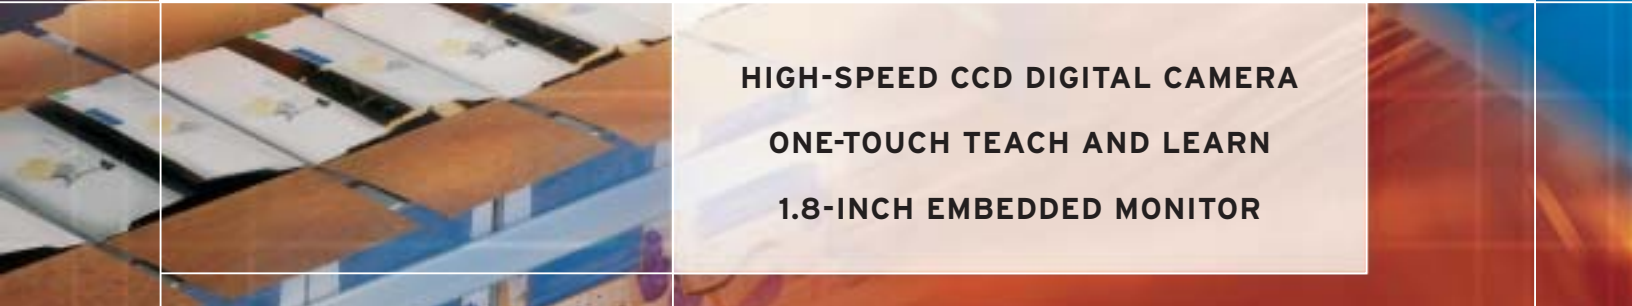 HIGH-SPEED CCD DIGITAL CAMERA
ONE-TOUCH TEACH AND LEARN
1.8-INCH EMBEDDED MONITOR